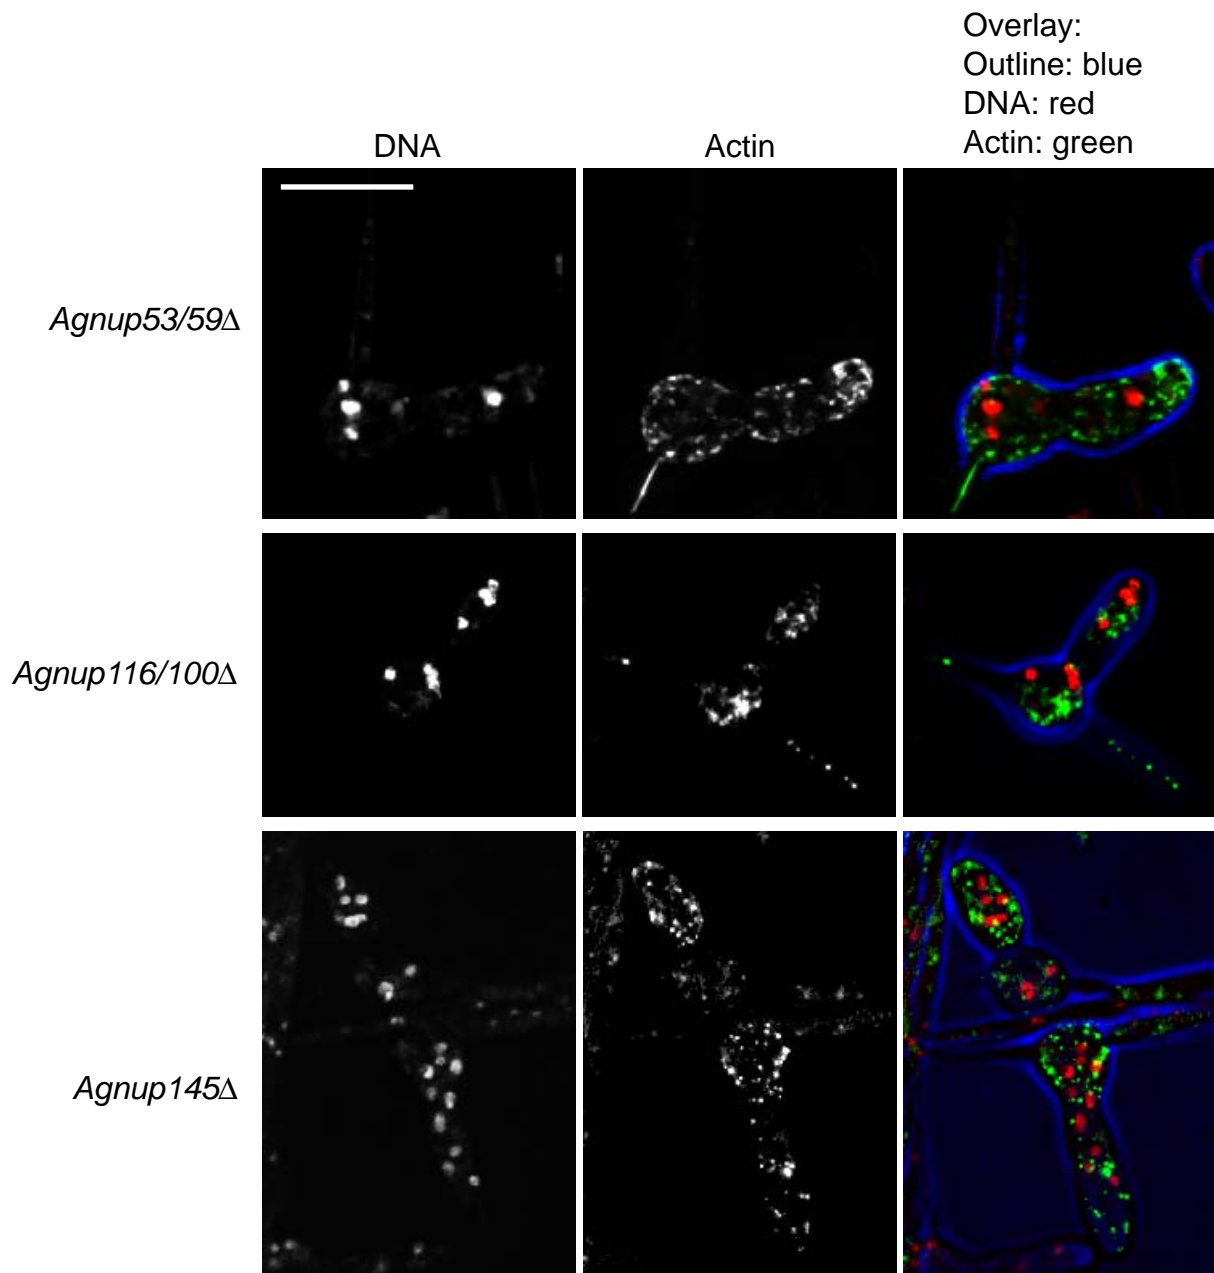 Overlay:
Outline: blue
DNA: red
Actin: green
DNA
Actin
Agnup53/59Δ
Agnup116/100Δ
Agnup145Δ